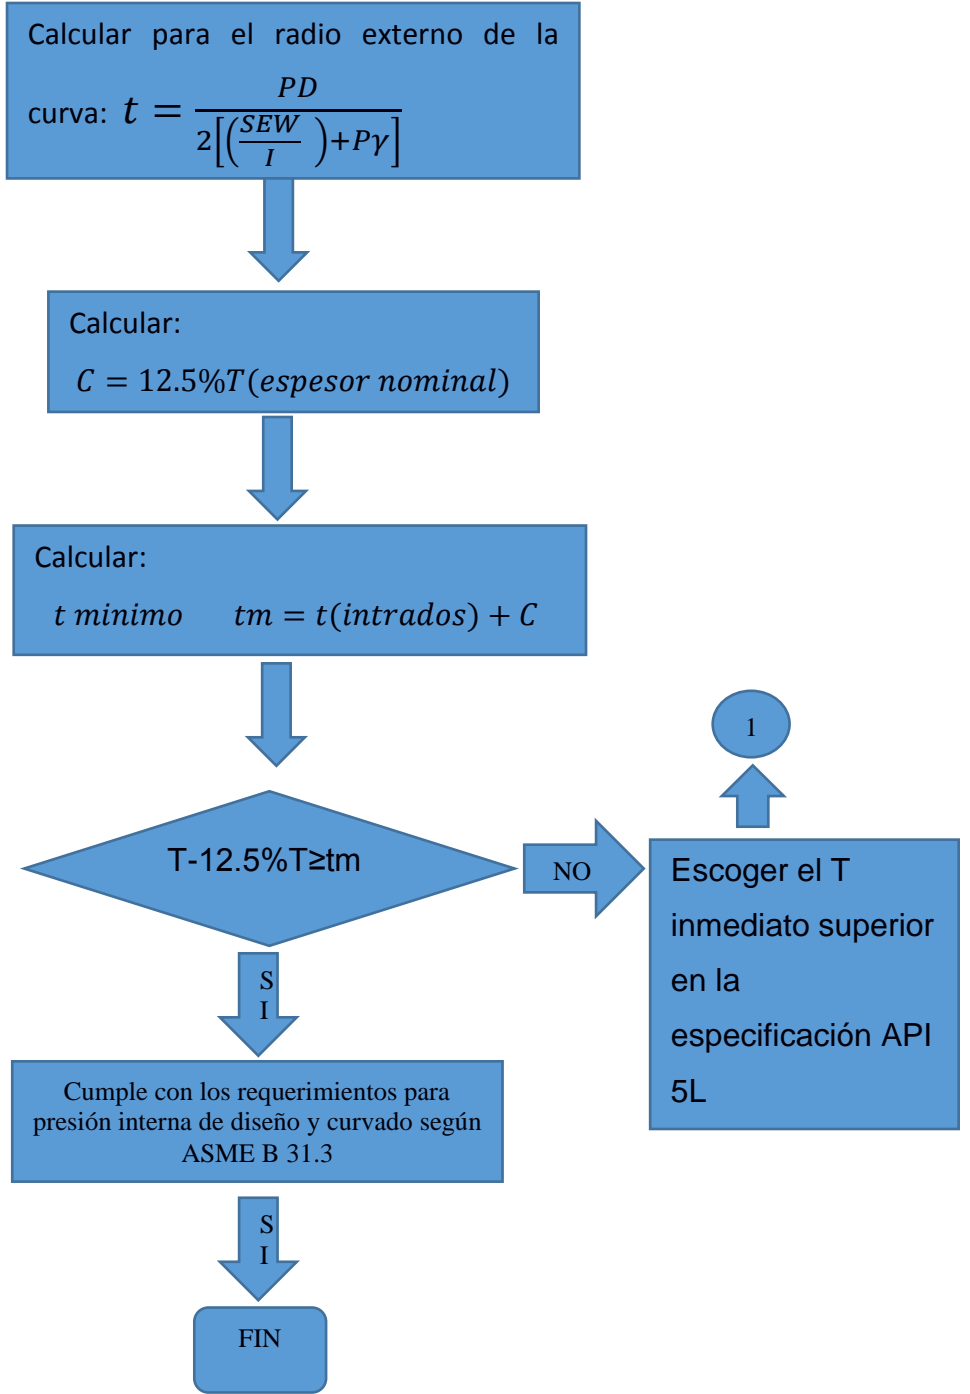 Calcular para el radio externo de la
curva: t = PD / 2[(SEW / I ) + Pγ]
Calcular:
C = 12.5%T(espesor nominal)
Calcular:
t minimo tm = t(intrados) + C
1
T-12.5%T≥tm
NO
Escoger el T
inmediato superior
en la
especificación API
5L
S
I
Cumple con los requerimientos para
presión interna de diseño y curvado según
ASME B 31.3
S
I
FIN